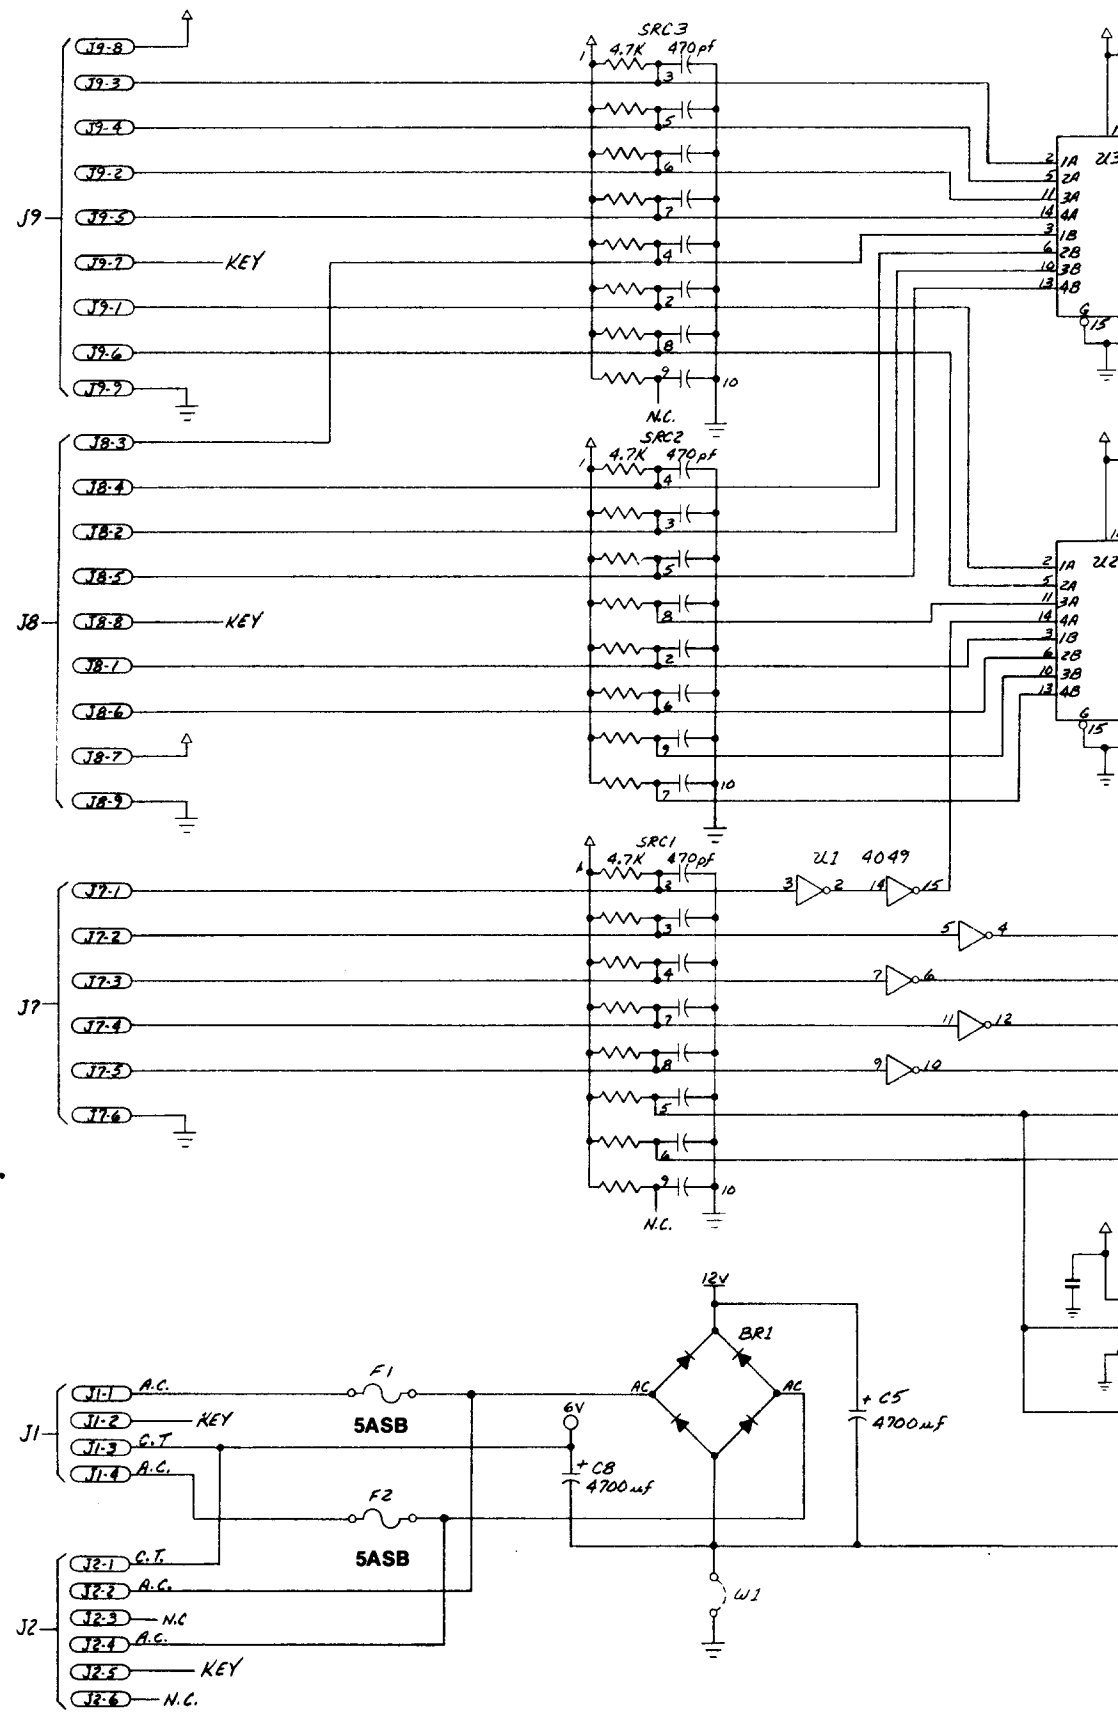 J9
J9-8
J9-3
J9-4
J9-2
J9-5
J9-7 KEY
J9-1
J9-6
J9-9
SRC3
1 4.7K 470pf
3
5
6
7
4
2
8
9 10
N.C.
U3
2 1A
5 2A
11 3A
14 4A
3 1B
6 2B
10 3B
13 4B
G
15
J8
J8-3
J8-4
J8-2
J8-5
J8-8 KEY
J8-1
J8-6
J8-7
J8-9
SRC2
1 4.7K 470pf
4
3
5
8
2
6
9
7 10
U2
2 1A
5 2A
11 3A
14 4A
3 1B
6 2B
10 3B
13 4B
G
15
J7
J7-1
J7-2
J7-3
J7-4
J7-5
J7-6
SRC1
4.7K 470pf
2
3
4
7
8
5
6
9 10
N.C.
U1 4049
3 2 14 15
5 4
7 6
11 12
9 10
12V
BR1
AC AC
+ C5
4700uf
6V
+ C8
4700uf
W1
J1
J1-1 A.C.
J1-2 KEY
J1-3 C.T
J1-4 A.C.
F1
5ASB
F2
5ASB
J2
J2-1 C.T.
J2-2 A.C.
J2-3 N.C
J2-4 A.C.
J2-5 KEY
J2-6 N.C.